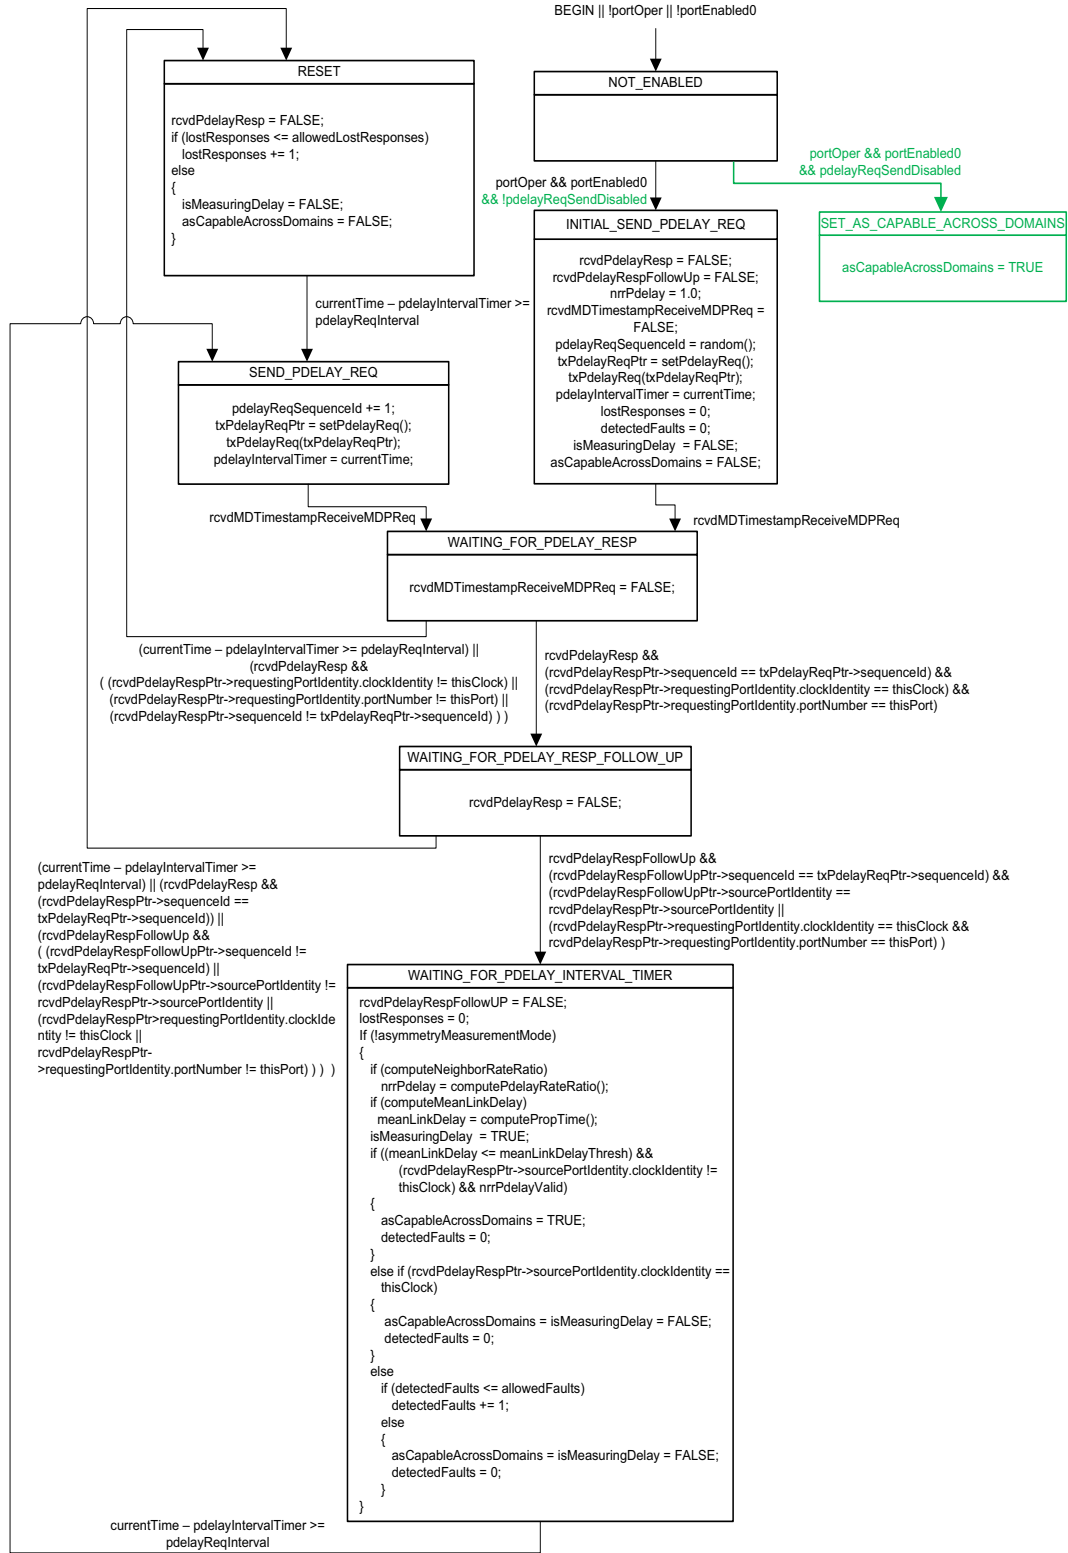 BEGIN || !portOper || !portEnabled0
RESET
rcvdPdelayResp = FALSE;
if (lostResponses <= allowedLostResponses)
lostResponses += 1;
else
{
isMeasuringDelay = FALSE;
asCapableAcrossDomains = FALSE;
}
NOT_ENABLED
portOper && portEnabled0
&& !pdelayReqSendDisabled
portOper && portEnabled0
&& pdelayReqSendDisabled
SET_AS_CAPABLE_ACROSS_DOMAINS
asCapableAcrossDomains = TRUE
INITIAL_SEND_PDELAY_REQ
rcvdPdelayResp = FALSE;
rcvdPdelayRespFollowUp = FALSE;
nrrPdelay = 1.0;
rcvdMDTimestampReceiveMDPReq =
FALSE;
pdelayReqSequenceId = random();
txPdelayReqPtr = setPdelayReq();
txPdelayReq(txPdelayReqPtr);
pdelayIntervalTimer = currentTime;
lostResponses = 0;
detectedFaults = 0;
isMeasuringDelay  = FALSE;
asCapableAcrossDomains = FALSE;
currentTime – pdelayIntervalTimer >=
pdelayReqInterval
SEND_PDELAY_REQ
pdelayReqSequenceId += 1;
txPdelayReqPtr = setPdelayReq();
txPdelayReq(txPdelayReqPtr);
pdelayIntervalTimer = currentTime;
rcvdMDTimestampReceiveMDPReq
rcvdMDTimestampReceiveMDPReq
WAITING_FOR_PDELAY_RESP
rcvdMDTimestampReceiveMDPReq = FALSE;
(currentTime – pdelayIntervalTimer >= pdelayReqInterval) ||
(rcvdPdelayResp &&
( (rcvdPdelayRespPtr->requestingPortIdentity.clockIdentity != thisClock) ||
(rcvdPdelayRespPtr->requestingPortIdentity.portNumber != thisPort) ||
(rcvdPdelayRespPtr->sequenceId != txPdelayReqPtr->sequenceId) ) )
rcvdPdelayResp &&
(rcvdPdelayRespPtr->sequenceId == txPdelayReqPtr->sequenceId) &&
(rcvdPdelayRespPtr->requestingPortIdentity.clockIdentity == thisClock) &&
(rcvdPdelayRespPtr->requestingPortIdentity.portNumber == thisPort)
WAITING_FOR_PDELAY_RESP_FOLLOW_UP
rcvdPdelayResp = FALSE;
(currentTime – pdelayIntervalTimer >=
pdelayReqInterval) || (rcvdPdelayResp &&
(rcvdPdelayRespPtr->sequenceId ==
txPdelayReqPtr->sequenceId)) ||
(rcvdPdelayRespFollowUp &&
( (rcvdPdelayRespFollowUpPtr->sequenceId !=
txPdelayReqPtr->sequenceId) ||
(rcvdPdelayRespFollowUpPtr->sourcePortIdentity !=
rcvdPdelayRespPtr->sourcePortIdentity ||
(rcvdPdelayRespPtr>requestingPortIdentity.clockIde
ntity != thisClock ||
rcvdPdelayRespPtr-
>requestingPortIdentity.portNumber != thisPort) ) )  )
rcvdPdelayRespFollowUp &&
(rcvdPdelayRespFollowUpPtr->sequenceId == txPdelayReqPtr->sequenceId) &&
(rcvdPdelayRespFollowUpPtr->sourcePortIdentity ==
rcvdPdelayRespPtr->sourcePortIdentity ||
(rcvdPdelayRespPtr->requestingPortIdentity.clockIdentity == thisClock &&
rcvdPdelayRespPtr->requestingPortIdentity.portNumber == thisPort) )
WAITING_FOR_PDELAY_INTERVAL_TIMER
rcvdPdelayRespFollowUP = FALSE;
lostResponses = 0;
If (!asymmetryMeasurementMode)
{
if (computeNeighborRateRatio)
nrrPdelay = computePdelayRateRatio();
if (computeMeanLinkDelay)
meanLinkDelay = computePropTime();
isMeasuringDelay  = TRUE;
if ((meanLinkDelay <= meanLinkDelayThresh) &&
(rcvdPdelayRespPtr->sourcePortIdentity.clockIdentity !=
thisClock) && nrrPdelayValid)
{
asCapableAcrossDomains = TRUE;
detectedFaults = 0;
}
else if (rcvdPdelayRespPtr->sourcePortIdentity.clockIdentity ==
thisClock)
{
asCapableAcrossDomains = isMeasuringDelay = FALSE;
detectedFaults = 0;
}
else
if (detectedFaults <= allowedFaults)
detectedFaults += 1;
else
{
asCapableAcrossDomains = isMeasuringDelay = FALSE;
detectedFaults = 0;
}
}
currentTime – pdelayIntervalTimer >=
pdelayReqInterval